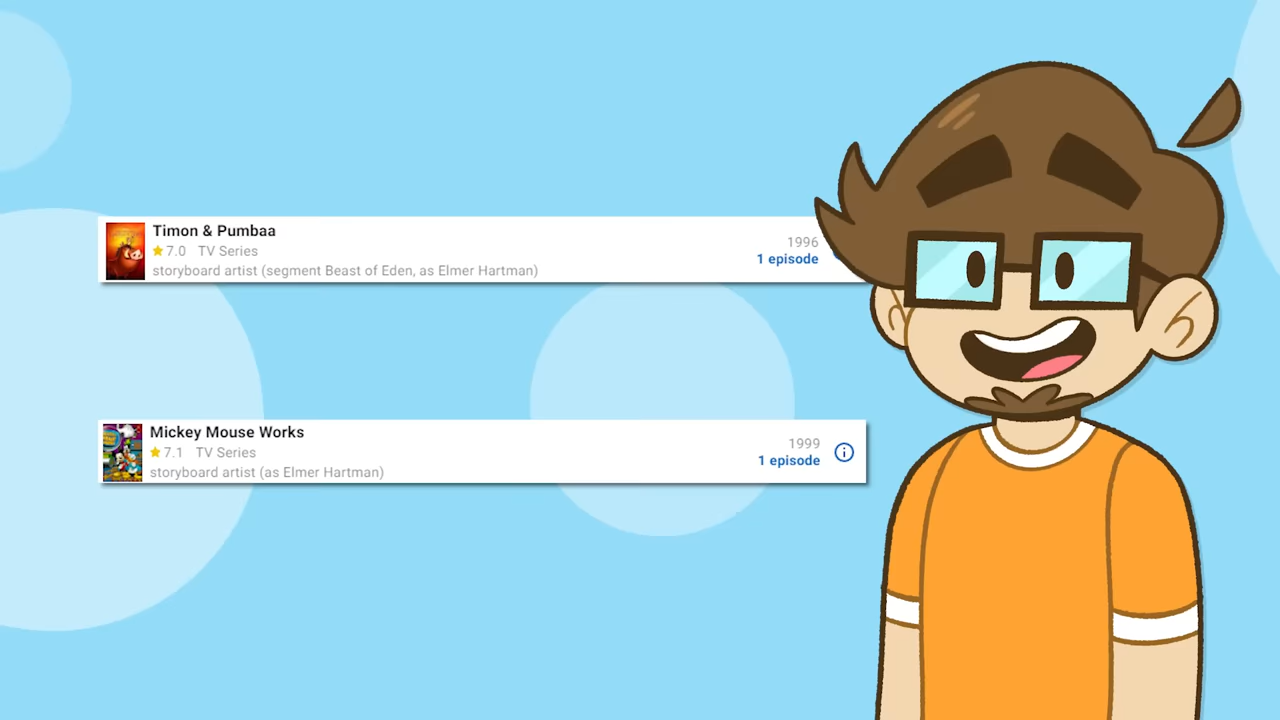 Timon & Pumbaa
7.0 TV Series
1996
1 episode
storyboard artist (segment Beast of Eden, as Elmer Hartman)
Mickey Mouse Works
7.1 TV Series
1999
1 episode
storyboard artist (as Elmer Hartman)